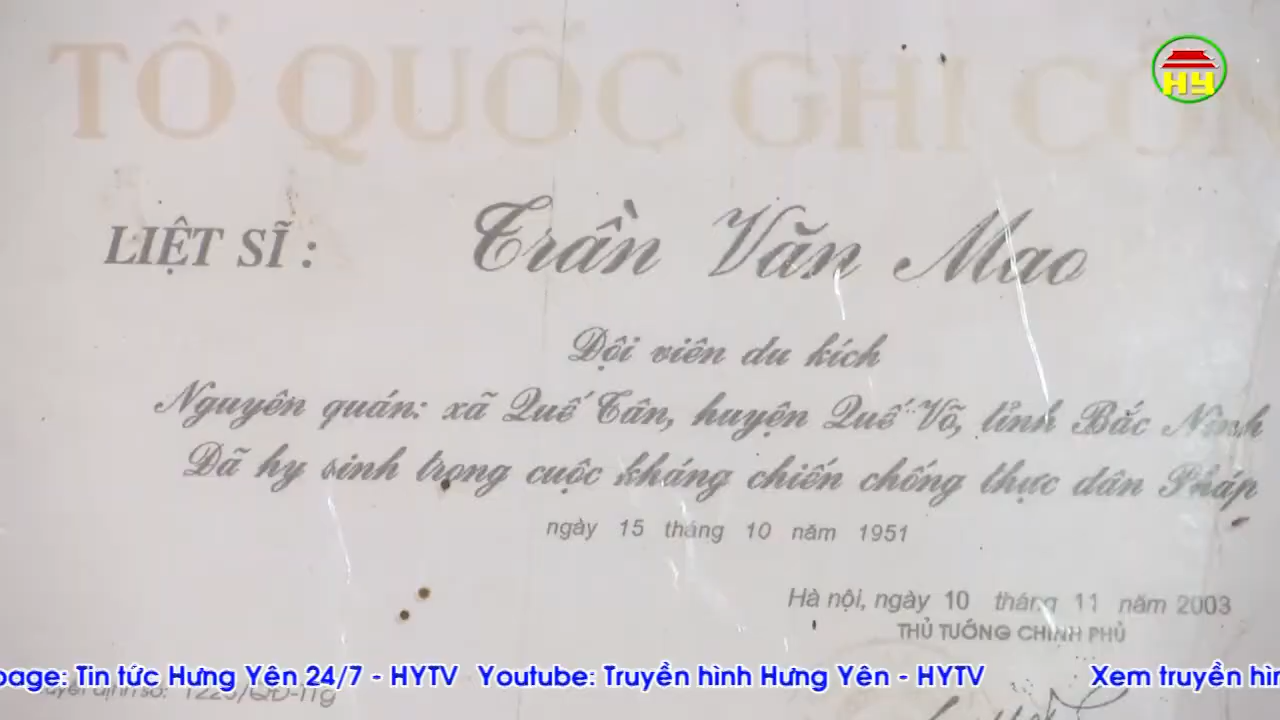 TỔ QUỐC GHI CÔN
HY
LIỆT SĨ : Trần Văn Mao
Đội viên du kích
Nguyên quán: xã Quế Tân, huyện Quế Võ, tỉnh Bắc Ninh
Đã hy sinh trong cuộc kháng chiến chống thực dân Pháp
ngày 15 tháng 10 năm 1951
Hà nội, ngày 10 tháng 11 năm 2003
THỦ TƯỚNG CHÍNH PHỦ
page: Tin tức Hưng Yên 24/7 - HYTV Youtube: Truyền hình Hưng Yên - HYTV Xem truyền hìn